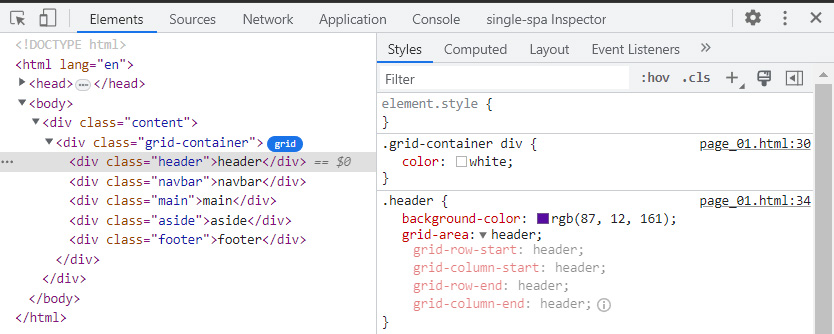 Elements Sources Network Application Console single-spa Inspector
<!DOCTYPE html>
<html lang="en">
<head> … </head>
<body>
<div class="content">
<div class="grid-container"> grid
… <div class="header">header</div> == $0
<div class="navbar">navbar</div>
<div class="main">main</div>
<div class="aside">aside</div>
<div class="footer">footer</div>
</div>
</div>
</body>
</html>
Styles Computed Layout Event Listeners »
Filter :hov .cls +
element.style {
}
.grid-container div { page_01.html:30
color: white;
}
.header { page_01.html:34
background-color: rgb(87, 12, 161);
grid-area: header;
grid-row-start: header;
grid-column-start: header;
grid-row-end: header;
grid-column-end: header;
}